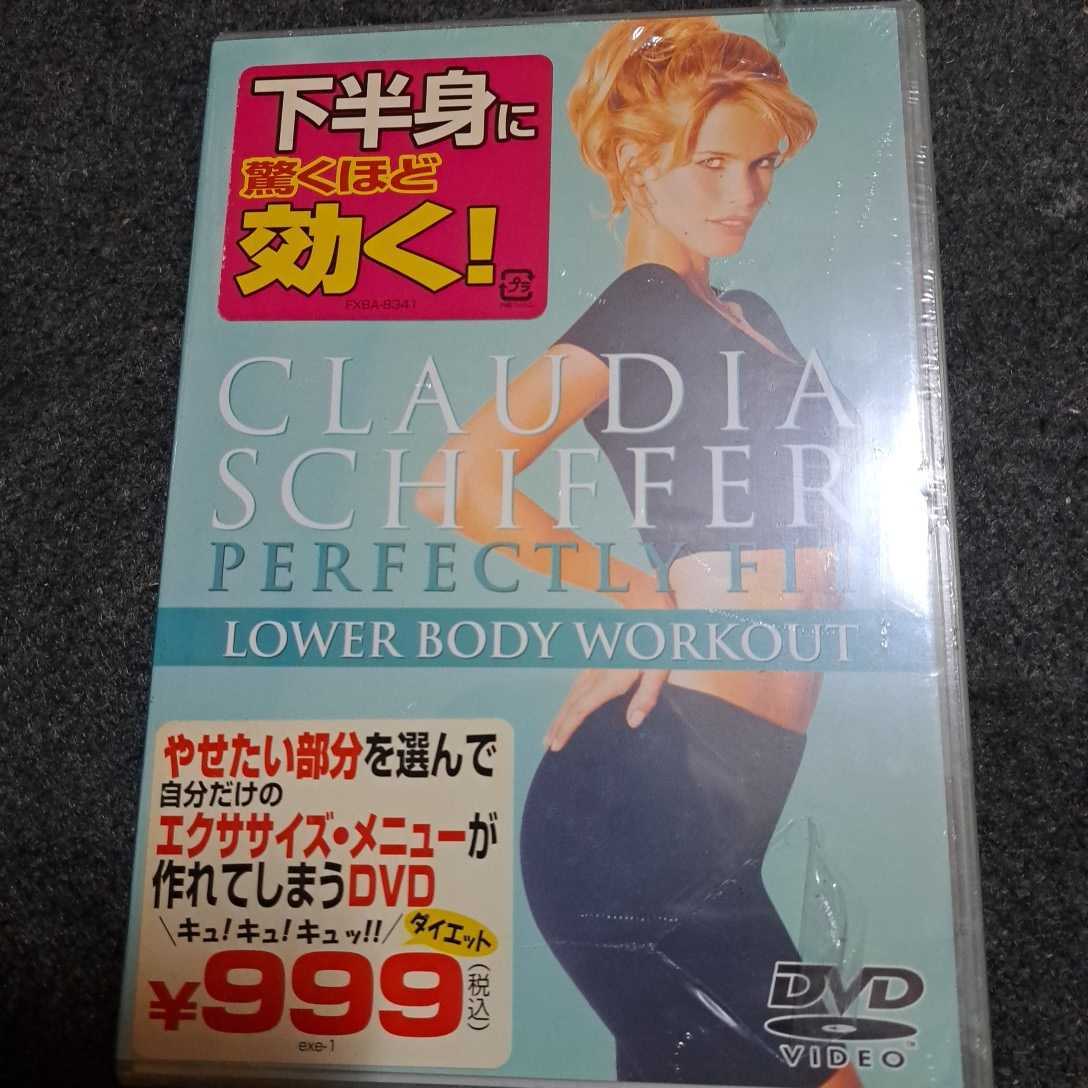 下半身に
驚くほど
効く!
プラ
FXBA-8341
CLAUDIA
SCHIFFER
PERFECTLY FIT
LOWER BODY WORKOUT
やせたい部分を選んで
自分だけの
エクササイズ・メニューが
作れてしまうDVD
\キュ!キュ!キュッ!!/
ダイエット
¥999(税込)
exe-1
DVD
VIDEO